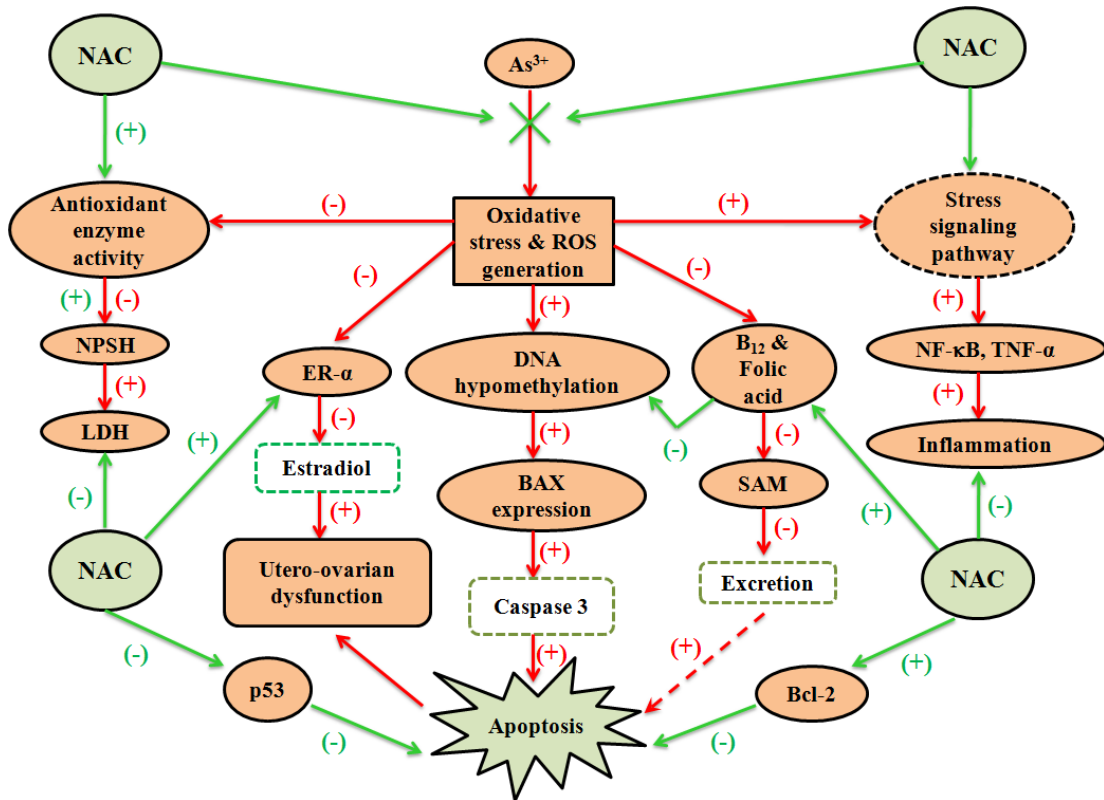 NAC
As³⁺
NAC
(+)
Antioxidant
enzyme
activity
(-)
Oxidative
stress & ROS
generation
(+)
Stress
signaling
pathway
(+)
(-)
(-)
(+)
(-)
(+)
NPSH
ER-α
DNA
hypomethylation
B₁₂ &
Folic
acid
NF-κB, TNF-α
(+)
(-)
(+)
(-)
(-)
(+)
LDH
(+)
Estradiol
Inflammation
(-)
(+)
BAX
expression
SAM
(-)
(+)
(-)
NAC
Utero-ovarian
dysfunction
(+)
Caspase 3
Excretion
NAC
(-)
(+)
(+)
(+)
p53
Apoptosis
Bcl-2
(-)
(-)